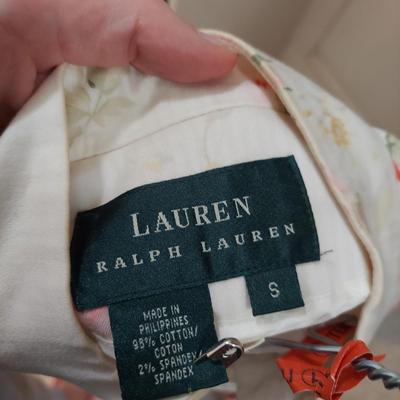 LAUREN
RALPH LAUREN
S
MADE IN
PHILIPPINES
98% COTTON/
COTON
2% SPANDEX/
SPANDEX